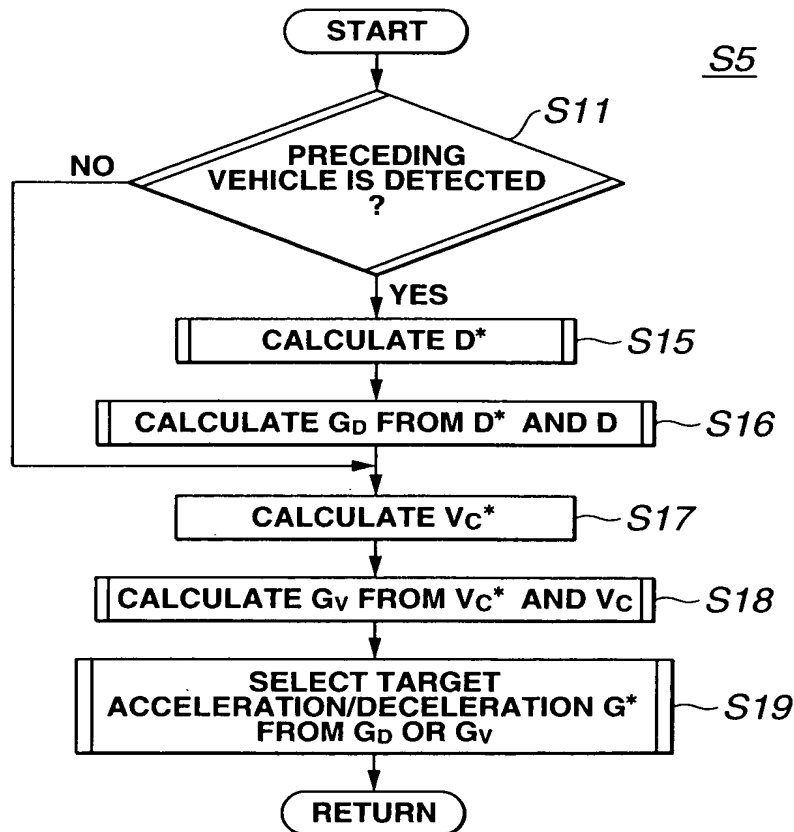 START
S5
S11
PRECEDING
VEHICLE IS DETECTED
?
NO
YES
CALCULATE D*
S15
CALCULATE GD FROM D* AND D
S16
CALCULATE VC*
S17
CALCULATE GV FROM VC* AND VC
S18
SELECT TARGET
ACCELERATION/DECELERATION G*
FROM GD OR GV
S19
RETURN